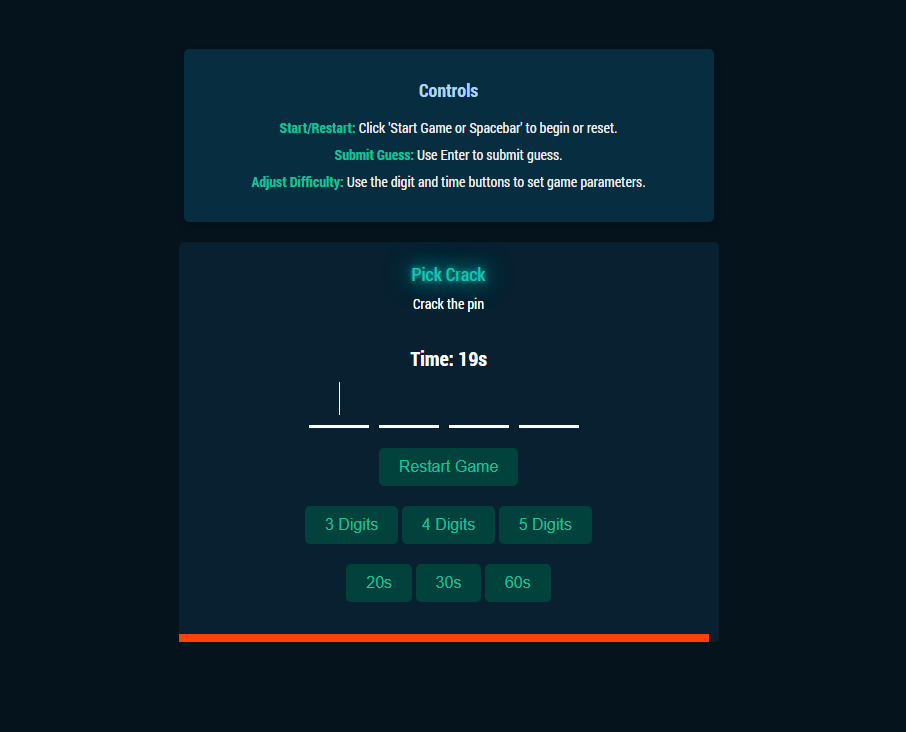 Controls
Start/Restart: Click 'Start Game or Spacebar' to begin or reset.
Submit Guess: Use Enter to submit guess.
Adjust Difficulty: Use the digit and time buttons to set game parameters.
Pick Crack
Crack the pin
Time: 19s
Restart Game
3 Digits 4 Digits 5 Digits
20s 30s 60s